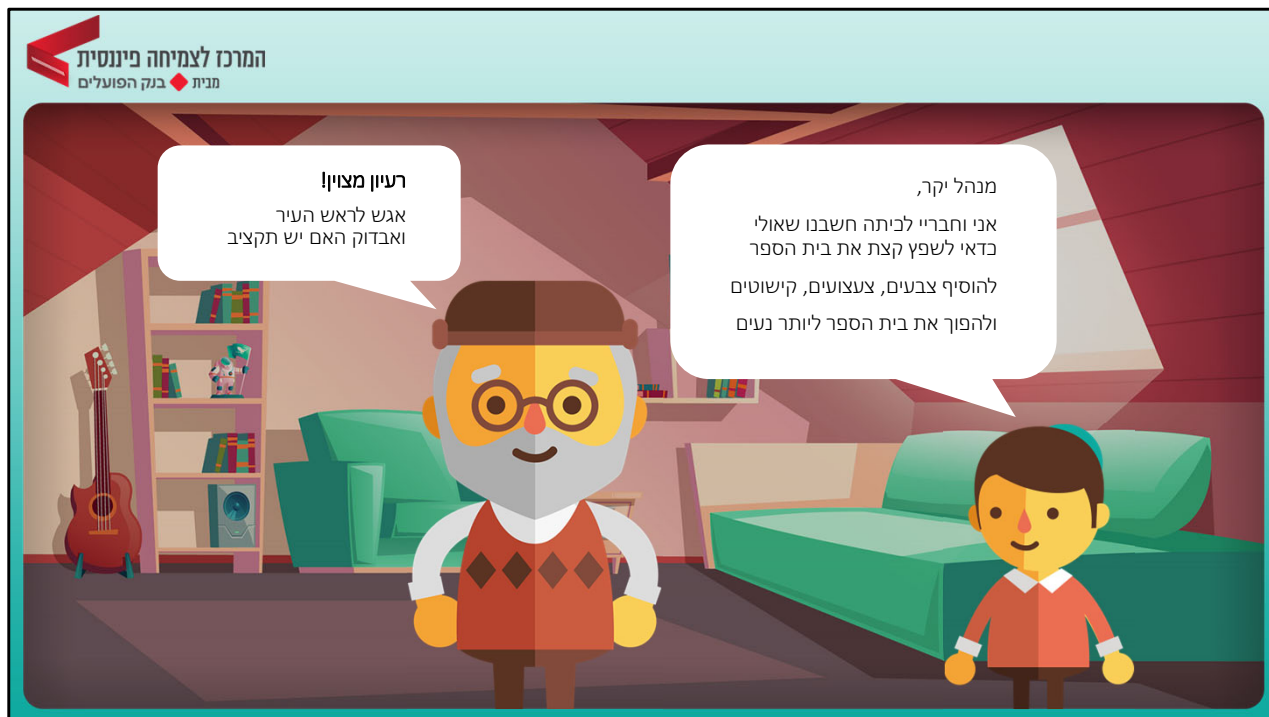 המרכז לצמיחה פיננסית
מבית בנק הפועלים
מנהל יקר,
אני וחבריי לכיתה חשבנו שאולי
כדאי לשפץ קצת את בית הספר
להוסיף צבעים, צעצועים, קישוטים
ולהפוך את בית הספר ליותר נעים
רעיון מצוין!
אגש לראש העיר
ואבדוק האם יש תקציב